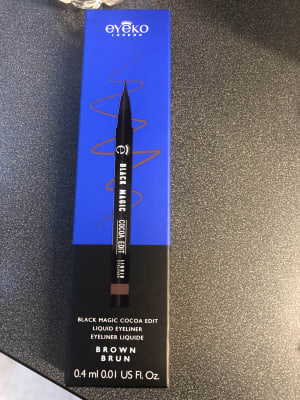 eyeko
LONDON
BLACK MAGIC
COCOA EDIT
LIQUID
BLACK MAGIC COCOA EDIT
LIQUID EYELINER
EYELINER LIQUIDE
BROWN
BRUN
0.4 ml 0.01 US Fl. Oz.